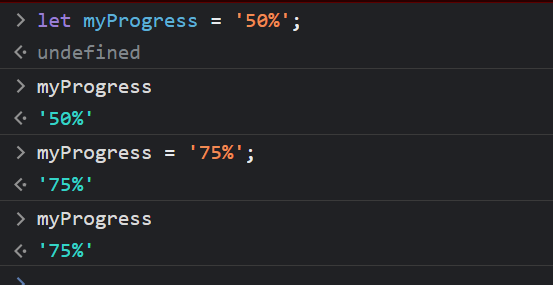 let myProgress = '50%';
undefined
myProgress
'50%'
myProgress = '75%';
'75%'
myProgress
'75%'